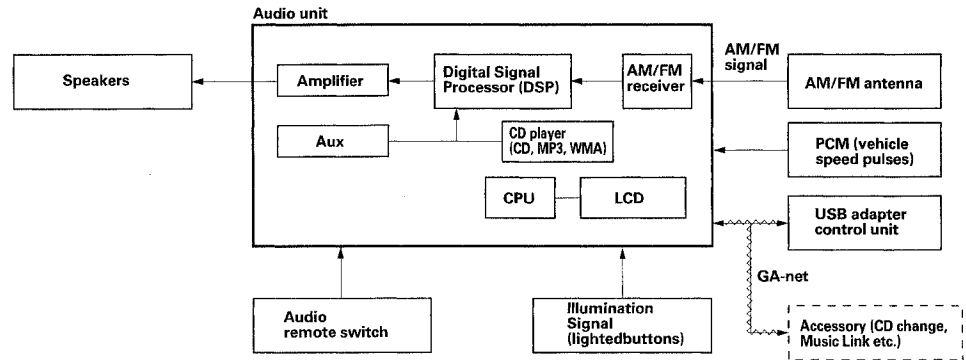 Audio unit
Speakers
Amplifier
Digital Signal
Processor (DSP)
AM/FM
receiver
AM/FM
signal
AM/FM antenna
Aux
CD player
(CD, MP3, WMA)
PCM (vehicle
speed pulses)
CPU
LCD
USB adapter
control unit
GA-net
Audio
remote switch
Illumination
Signal
(lightedbuttons)
Accessory (CD change,
Music Link etc.)